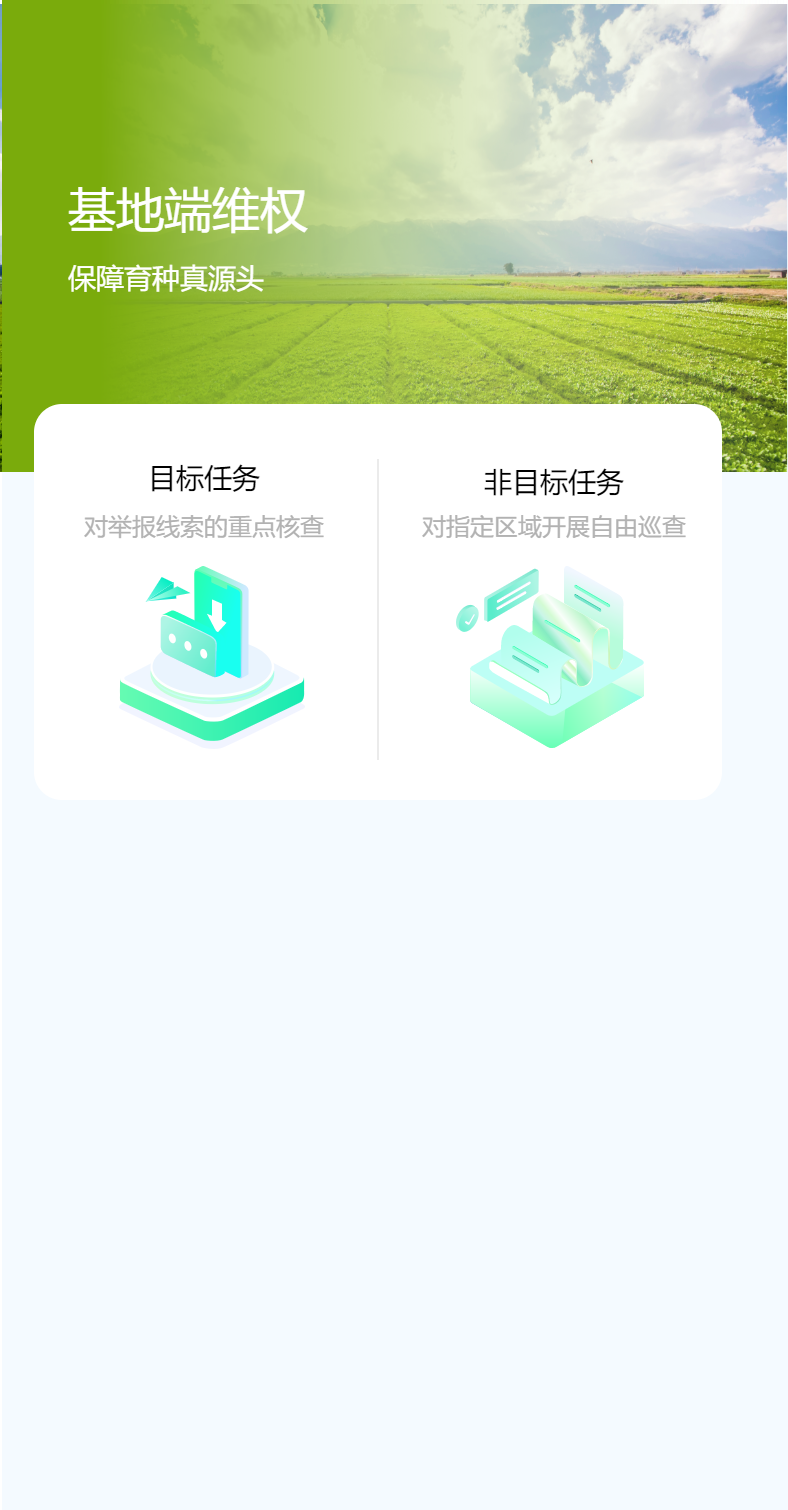 基地端维权
保障育种真源头
目标任务
对举报线索的重点核查
非目标任务
对指定区域开展自由巡查